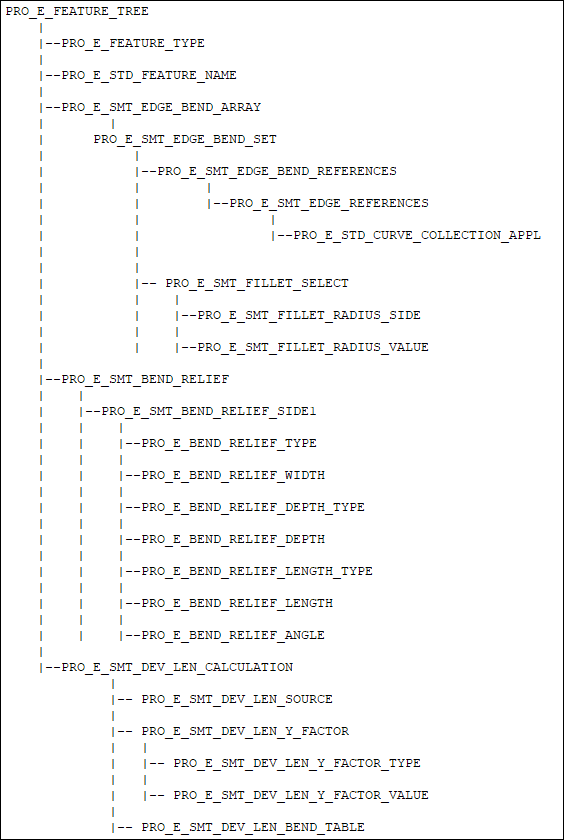 PRO_E_FEATURE_TREE
|--PRO_E_FEATURE_TYPE
|--PRO_E_STD_FEATURE_NAME
|--PRO_E_SMT_EDGE_BEND_ARRAY
PRO_E_SMT_EDGE_BEND_SET
|--PRO_E_SMT_EDGE_BEND_REFERENCES
|--PRO_E_SMT_EDGE_REFERENCES
|--PRO_E_STD_CURVE_COLLECTION_APPL
|-- PRO_E_SMT_FILLET_SELECT
|--PRO_E_SMT_FILLET_RADIUS_SIDE
|--PRO_E_SMT_FILLET_RADIUS_VALUE
|--PRO_E_SMT_BEND_RELIEF
|--PRO_E_SMT_BEND_RELIEF_SIDE1
|--PRO_E_BEND_RELIEF_TYPE
|--PRO_E_BEND_RELIEF_WIDTH
|--PRO_E_BEND_RELIEF_DEPTH_TYPE
|--PRO_E_BEND_RELIEF_DEPTH
|--PRO_E_BEND_RELIEF_LENGTH_TYPE
|--PRO_E_BEND_RELIEF_LENGTH
|--PRO_E_BEND_RELIEF_ANGLE
|--PRO_E_SMT_DEV_LEN_CALCULATION
|-- PRO_E_SMT_DEV_LEN_SOURCE
|-- PRO_E_SMT_DEV_LEN_Y_FACTOR
|-- PRO_E_SMT_DEV_LEN_Y_FACTOR_TYPE
|-- PRO_E_SMT_DEV_LEN_Y_FACTOR_VALUE
|-- PRO_E_SMT_DEV_LEN_BEND_TABLE